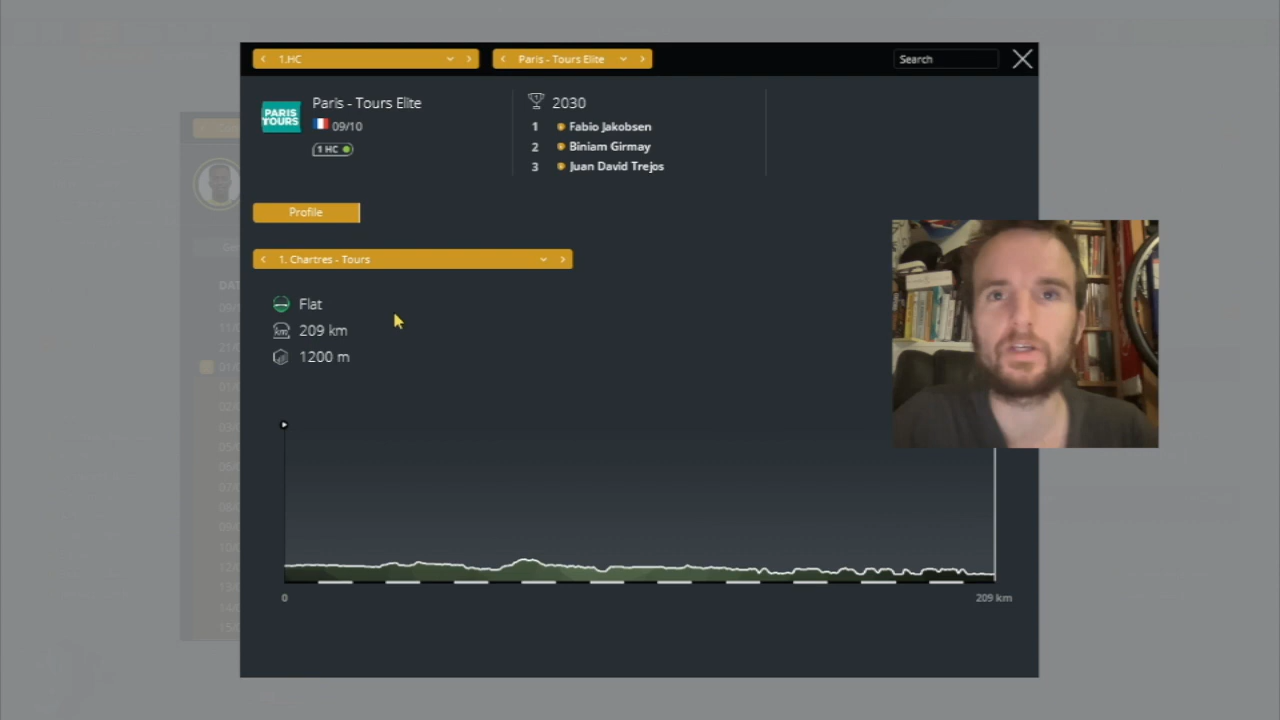 1.HC
Paris - Tours Elite
Search
PARIS
TOURS
Paris - Tours Elite
09/10
1 HC
2030
1 Fabio Jakobsen
2 Biniam Girmay
3 Juan David Trejos
Profile
1. Chartres - Tours
Flat
km 209 km
1200 m
0
209 km